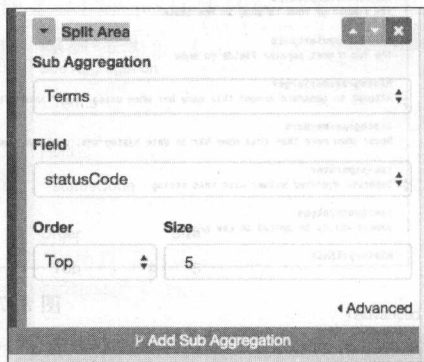 Split Area
Sub Aggregation
Terms
Field
statusCode
Order Size
Top 5
Advanced
Add Sub Aggregation